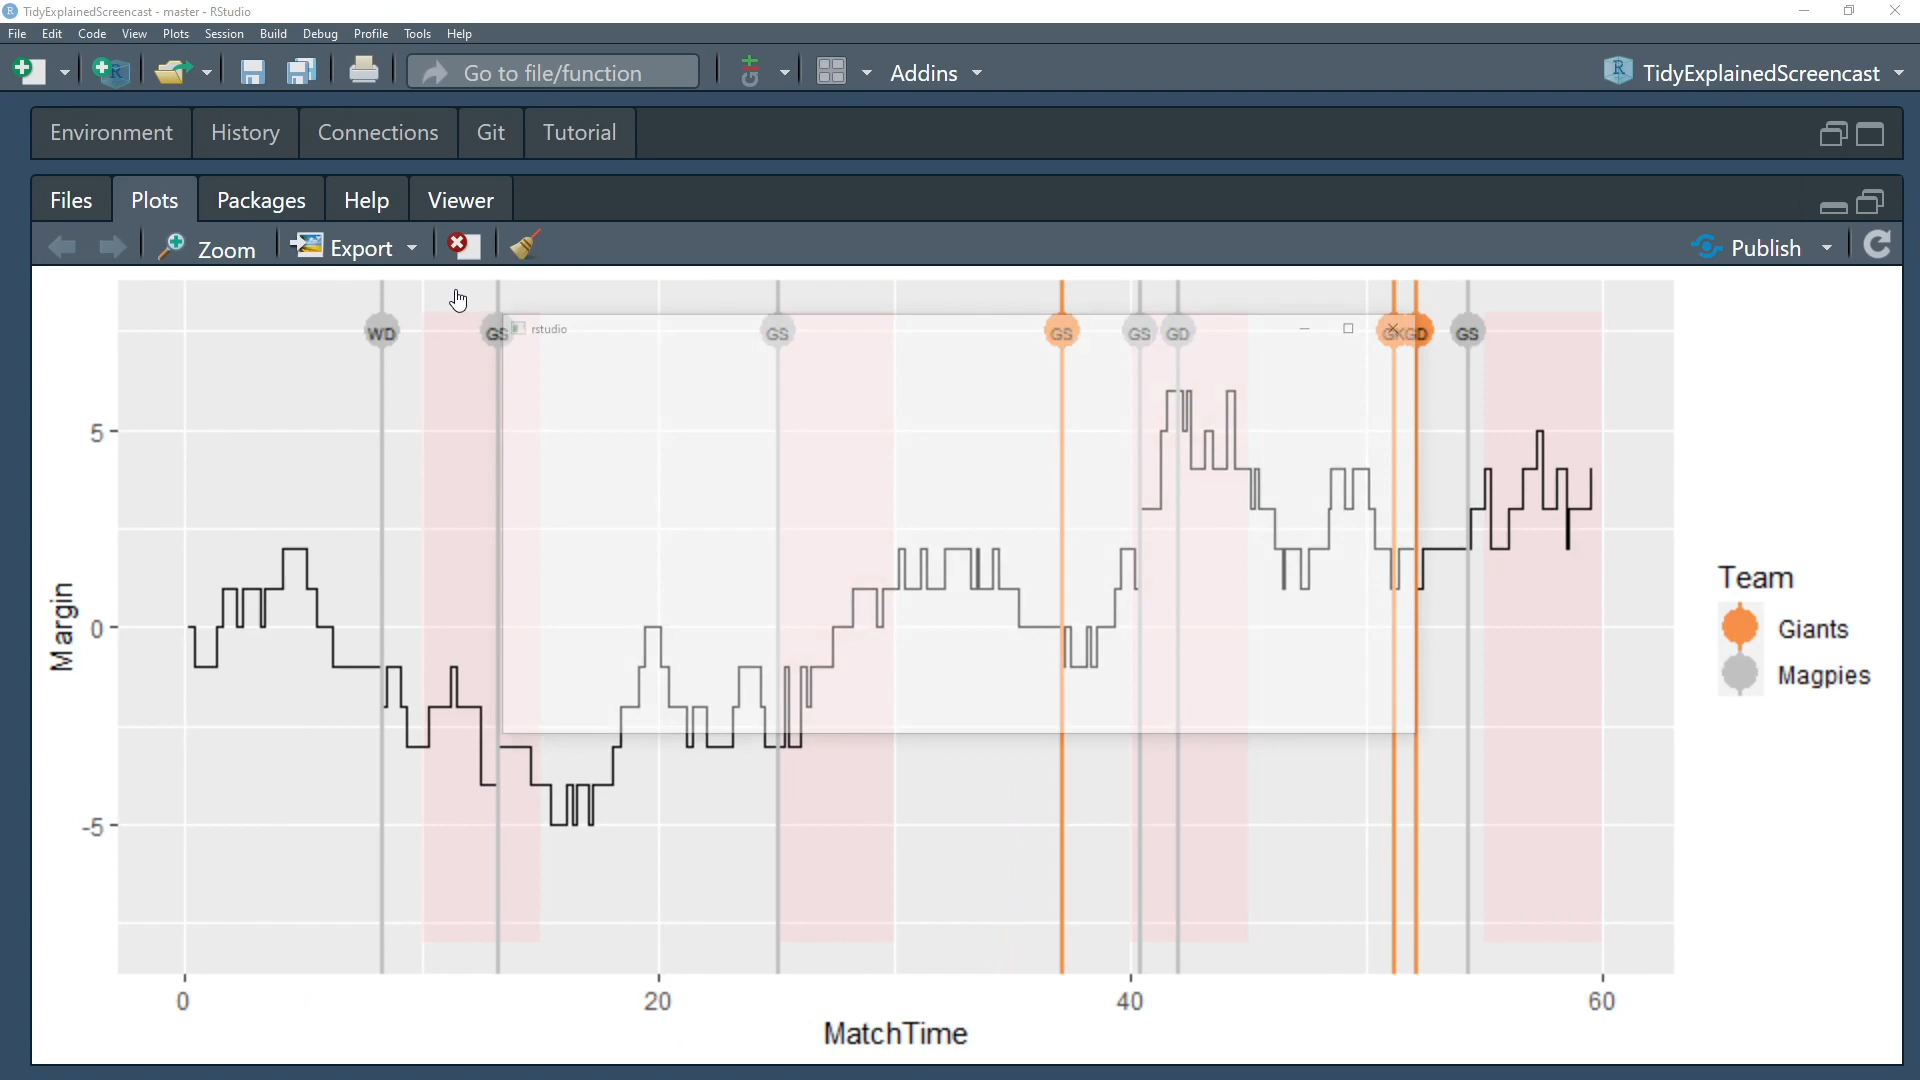 TidyExplainedScreencast - master - RStudio
File Edit Code View Plots Session Build Debug Profile Tools Help
Go to file/function Addins TidyExplainedScreencast
Environment History Connections Git Tutorial
Files Plots Packages Help Viewer
Zoom Export Publish
rstudio
WD GS GS GS GS GD GK GD GS
5
0
-5
Margin
Team
Giants
Magpies
0 20 40 60
MatchTime